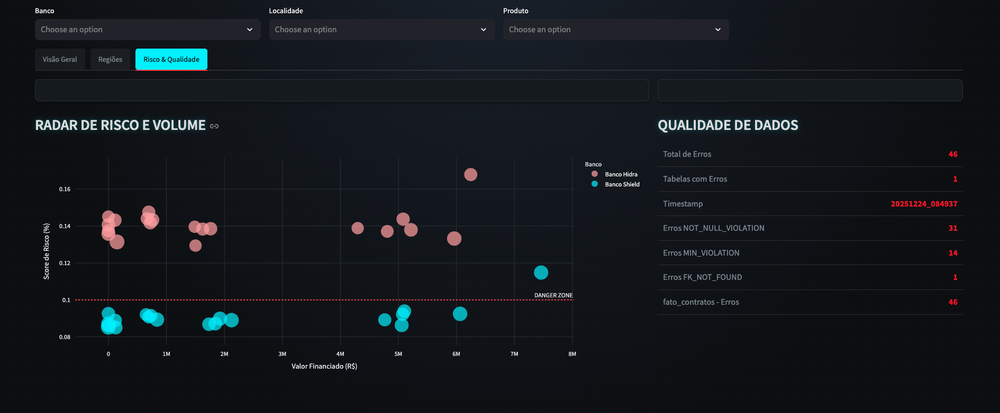 Banco
Choose an option
Localidade
Choose an option
Produto
Choose an option
Visão Geral
Regiões
Risco & Qualidade
RADAR DE RISCO E VOLUME
Score de Risco (%)
0.16
0.14
0.12
0.1
0.08
DANGER ZONE
0 1M 2M 3M 4M 5M 6M 7M 8M
Valor Financiado (R$)
Banco
Banco Hidra
Banco Shield
QUALIDADE DE DADOS
Total de Erros 46
Tabelas com Erros 1
Timestamp 20251224_084937
Erros NOT_NULL_VIOLATION 31
Erros MIN_VIOLATION 14
Erros FK_NOT_FOUND 1
fato_contratos - Erros 46